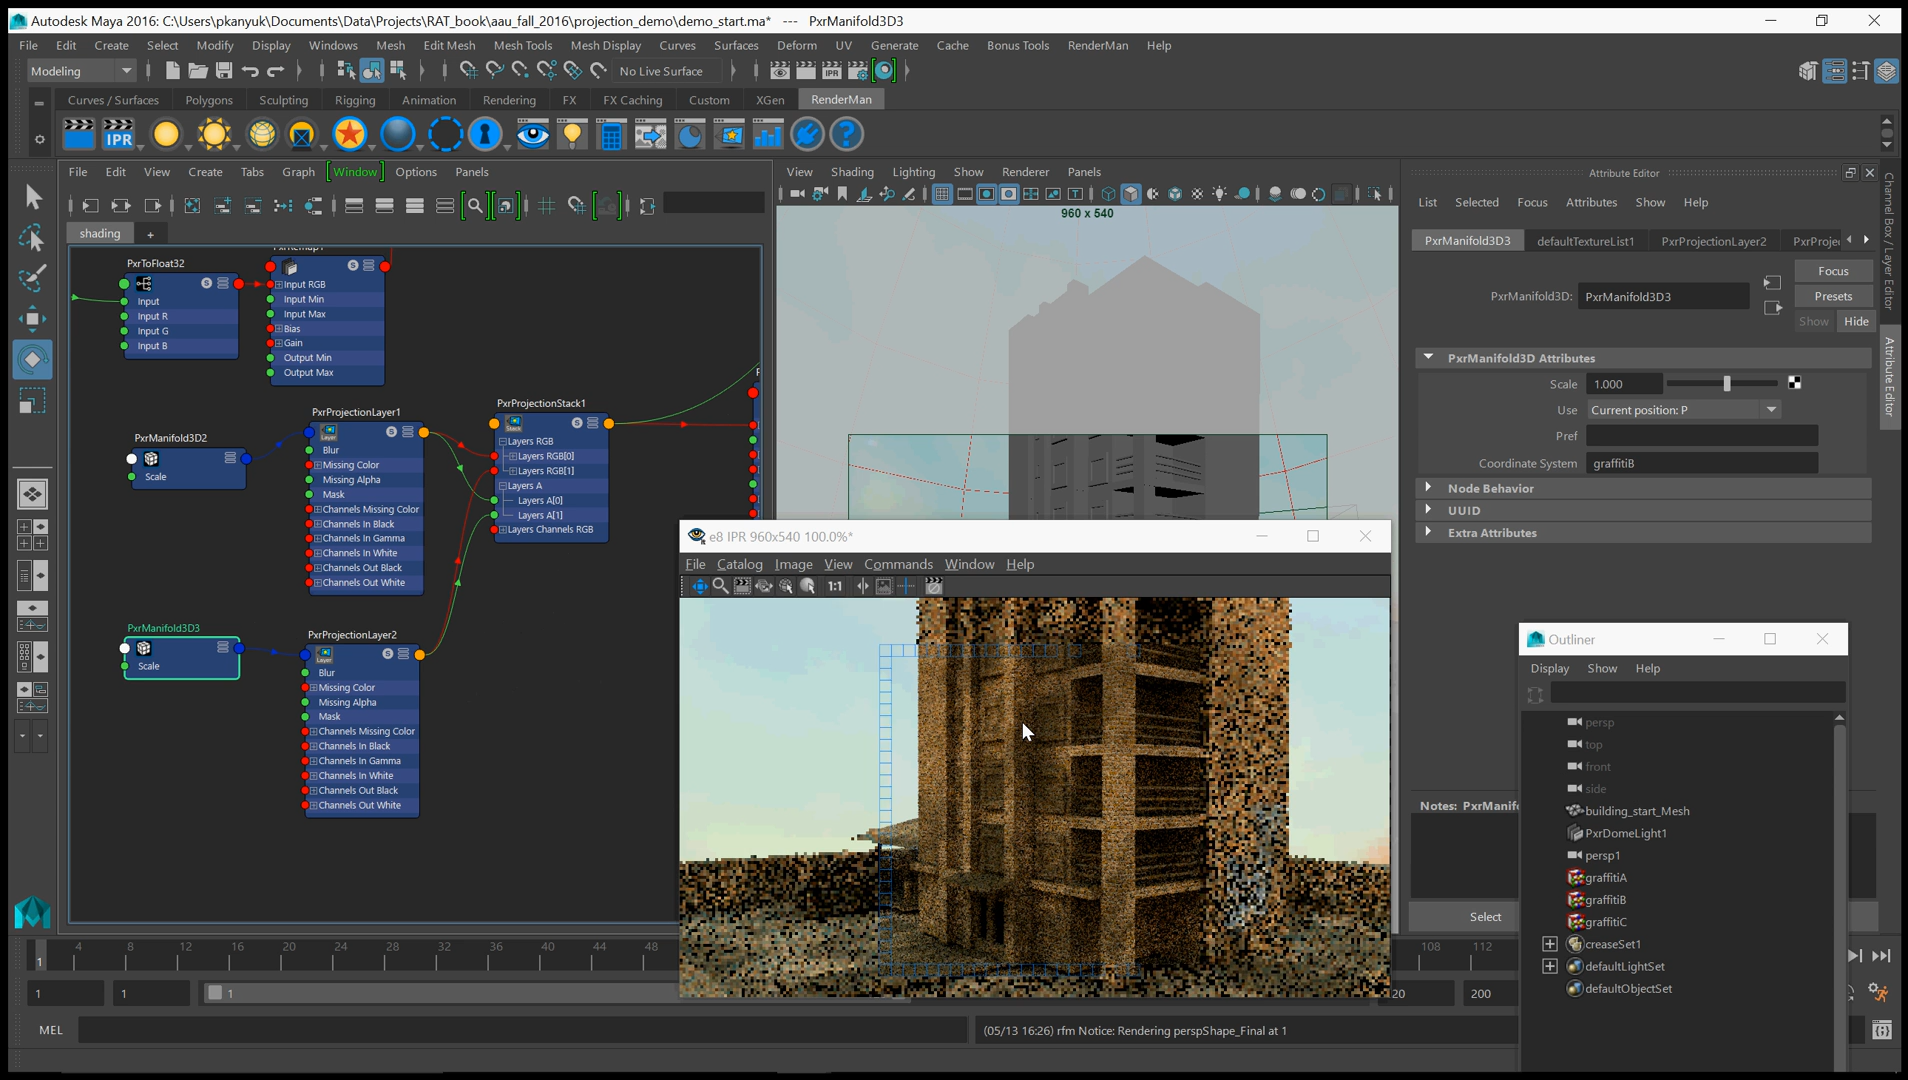 Autodesk Maya 2016: C:\Users\pkanyuk\Documents\Data\Projects\RAT_book\aau_fall_2016\projection_demo\demo_start.ma* --- PxrManifold3D3
File Edit Create Select Modify Display Windows Mesh Edit Mesh Mesh Tools Mesh Display Curves Surfaces Deform UV Generate Cache Bonus Tools RenderMan Help
Modeling No Live Surface IPR
Curves / Surfaces Polygons Sculpting Rigging Animation Rendering FX FX Caching Custom XGen RenderMan
IPR
File Edit View Create Tabs Graph Window Options Panels
shading +
PxrToFloat32
Input
Input R
Input G
Input B
Input RGB
Input Min
Input Max
Bias
Gain
Output Min
Output Max
PxrManifold3D2
Scale
PxrProjectionLayer1
Layer
Blur
Missing Color
Missing Alpha
Mask
Channels Missing Color
Channels In Black
Channels In Gamma
Channels In White
Channels Out Black
Channels Out White
PxrProjectionStack1
Stack
Layers RGB
Layers RGB[0]
Layers RGB[1]
Layers A
Layers A[0]
Layers A[1]
Layers Channels RGB
PxrManifold3D3
Scale
PxrProjectionLayer2
Layer
Blur
Missing Color
Missing Alpha
Mask
Channels Missing Color
Channels In Black
Channels In Gamma
Channels In White
Channels Out Black
Channels Out White
View Shading Lighting Show Renderer Panels
960 x 540
e8 IPR 960x540 100.0%*
File Catalog Image View Commands Window Help
1:1
Attribute Editor
List Selected Focus Attributes Show Help
PxrManifold3D3 defaultTextureList1 PxrProjectionLayer2 PxrProje
PxrManifold3D: PxrManifold3D3
Focus
Presets
Show Hide
PxrManifold3D Attributes
Scale 1.000
Use Current position: P
Pref
Coordinate System graffitiB
Node Behavior
UUID
Extra Attributes
Notes: PxrManif
Select
Channel Box / Layer Editor
Attribute Editor
Outliner
Display Show Help
persp
top
front
side
building_start_Mesh
PxrDomeLight1
persp1
graffitiA
graffitiB
graffitiC
creaseSet1
defaultLightSet
defaultObjectSet
4 8 12 16 20 24 28 32 36 40 44 48 108 112
1
1 1 1 20 200
MEL (05/13 16:26) rfm Notice: Rendering perspShape_Final at 1